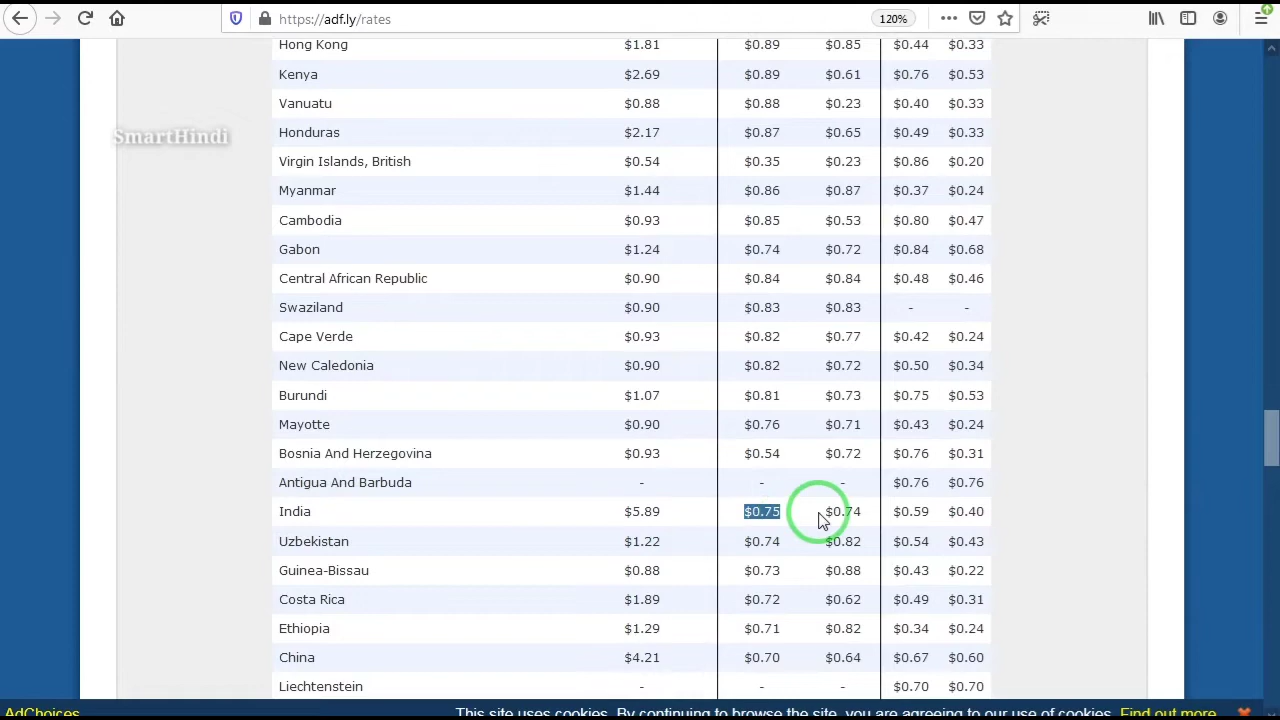 https://adf.ly/rates 120%
SmartHindi
Hong Kong $1.81 $0.89 $0.85 $0.44 $0.33
Kenya $2.69 $0.89 $0.61 $0.76 $0.53
Vanuatu $0.88 $0.88 $0.23 $0.40 $0.33
Honduras $2.17 $0.87 $0.65 $0.49 $0.33
Virgin Islands, British $0.54 $0.35 $0.23 $0.86 $0.20
Myanmar $1.44 $0.86 $0.87 $0.37 $0.24
Cambodia $0.93 $0.85 $0.53 $0.80 $0.47
Gabon $1.24 $0.74 $0.72 $0.84 $0.68
Central African Republic $0.90 $0.84 $0.84 $0.48 $0.46
Swaziland $0.90 $0.83 $0.83 - -
Cape Verde $0.93 $0.82 $0.77 $0.42 $0.24
New Caledonia $0.90 $0.82 $0.72 $0.50 $0.34
Burundi $1.07 $0.81 $0.73 $0.75 $0.53
Mayotte $0.90 $0.76 $0.71 $0.43 $0.24
Bosnia And Herzegovina $0.93 $0.54 $0.72 $0.76 $0.31
Antigua And Barbuda - - - $0.76 $0.76
India $5.89 $0.75 $0.74 $0.59 $0.40
Uzbekistan $1.22 $0.74 $0.82 $0.54 $0.43
Guinea-Bissau $0.88 $0.73 $0.88 $0.43 $0.22
Costa Rica $1.89 $0.72 $0.62 $0.49 $0.31
Ethiopia $1.29 $0.71 $0.82 $0.34 $0.24
China $4.21 $0.70 $0.64 $0.67 $0.60
Liechtenstein - - - $0.70 $0.70
AdChoices This site uses cookies. By continuing to browse the site, you are agreeing to our use of cookies. Find out more